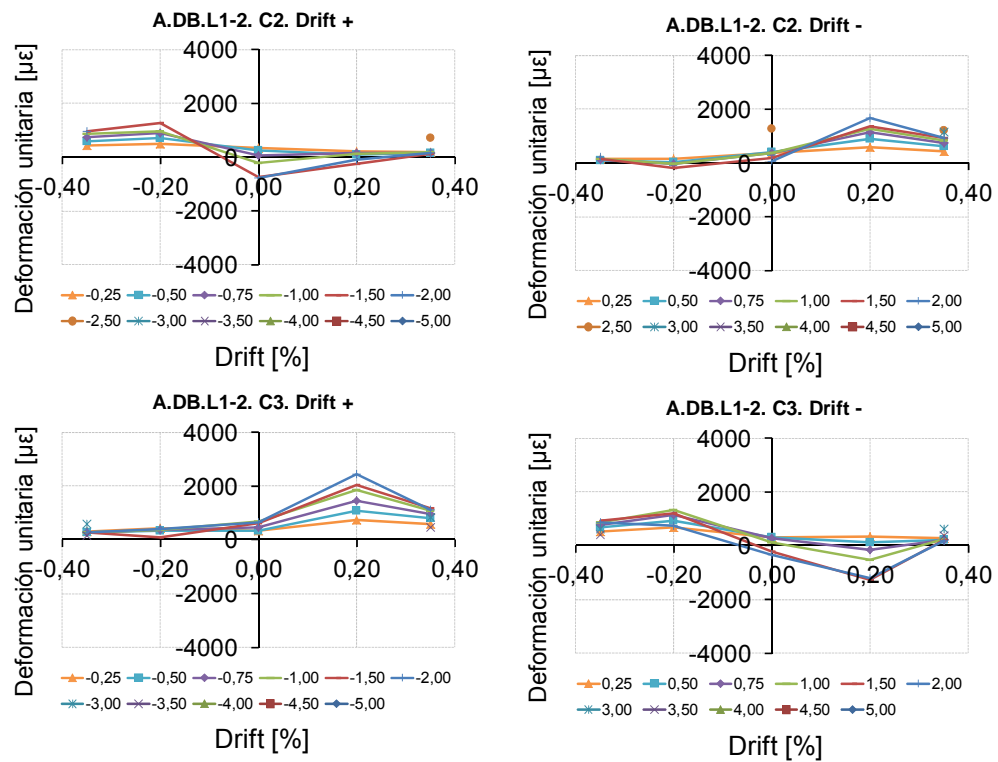 A.DB.L1-2. C2. Drift +
Deformación unitaria [με]
4000
2000
0
-2000
-4000
-0,40 -0,20 0,00 0,20 0,40
-0,25 -0,50 -0,75 -1,00 -1,50 -2,00
-2,50 -3,00 -3,50 -4,00 -4,50 -5,00
Drift [%]
A.DB.L1-2. C2. Drift -
Deformación unitaria [με]
4000
2000
0
-2000
-4000
-0,40 -0,20 0,00 0,20 0,40
0,25 0,50 0,75 1,00 1,50 2,00
2,50 3,00 3,50 4,00 4,50 5,00
Drift [%]
A.DB.L1-2. C3. Drift +
Deformación unitaria [με]
4000
2000
0
-2000
-4000
-0,40 -0,20 0,00 0,20 0,40
-0,25 -0,50 -0,75 -1,00 -1,50 -2,00
-3,00 -3,50 -4,00 -4,50 -5,00
Drift [%]
A.DB.L1-2. C3. Drift -
Deformación unitaria [με]
4000
2000
0
-2000
-4000
-0,40 -0,20 0,00 0,20 0,40
0,25 0,50 0,75 1,00 1,50 2,00
3,00 3,50 4,00 4,50 5,00
Drift [%]